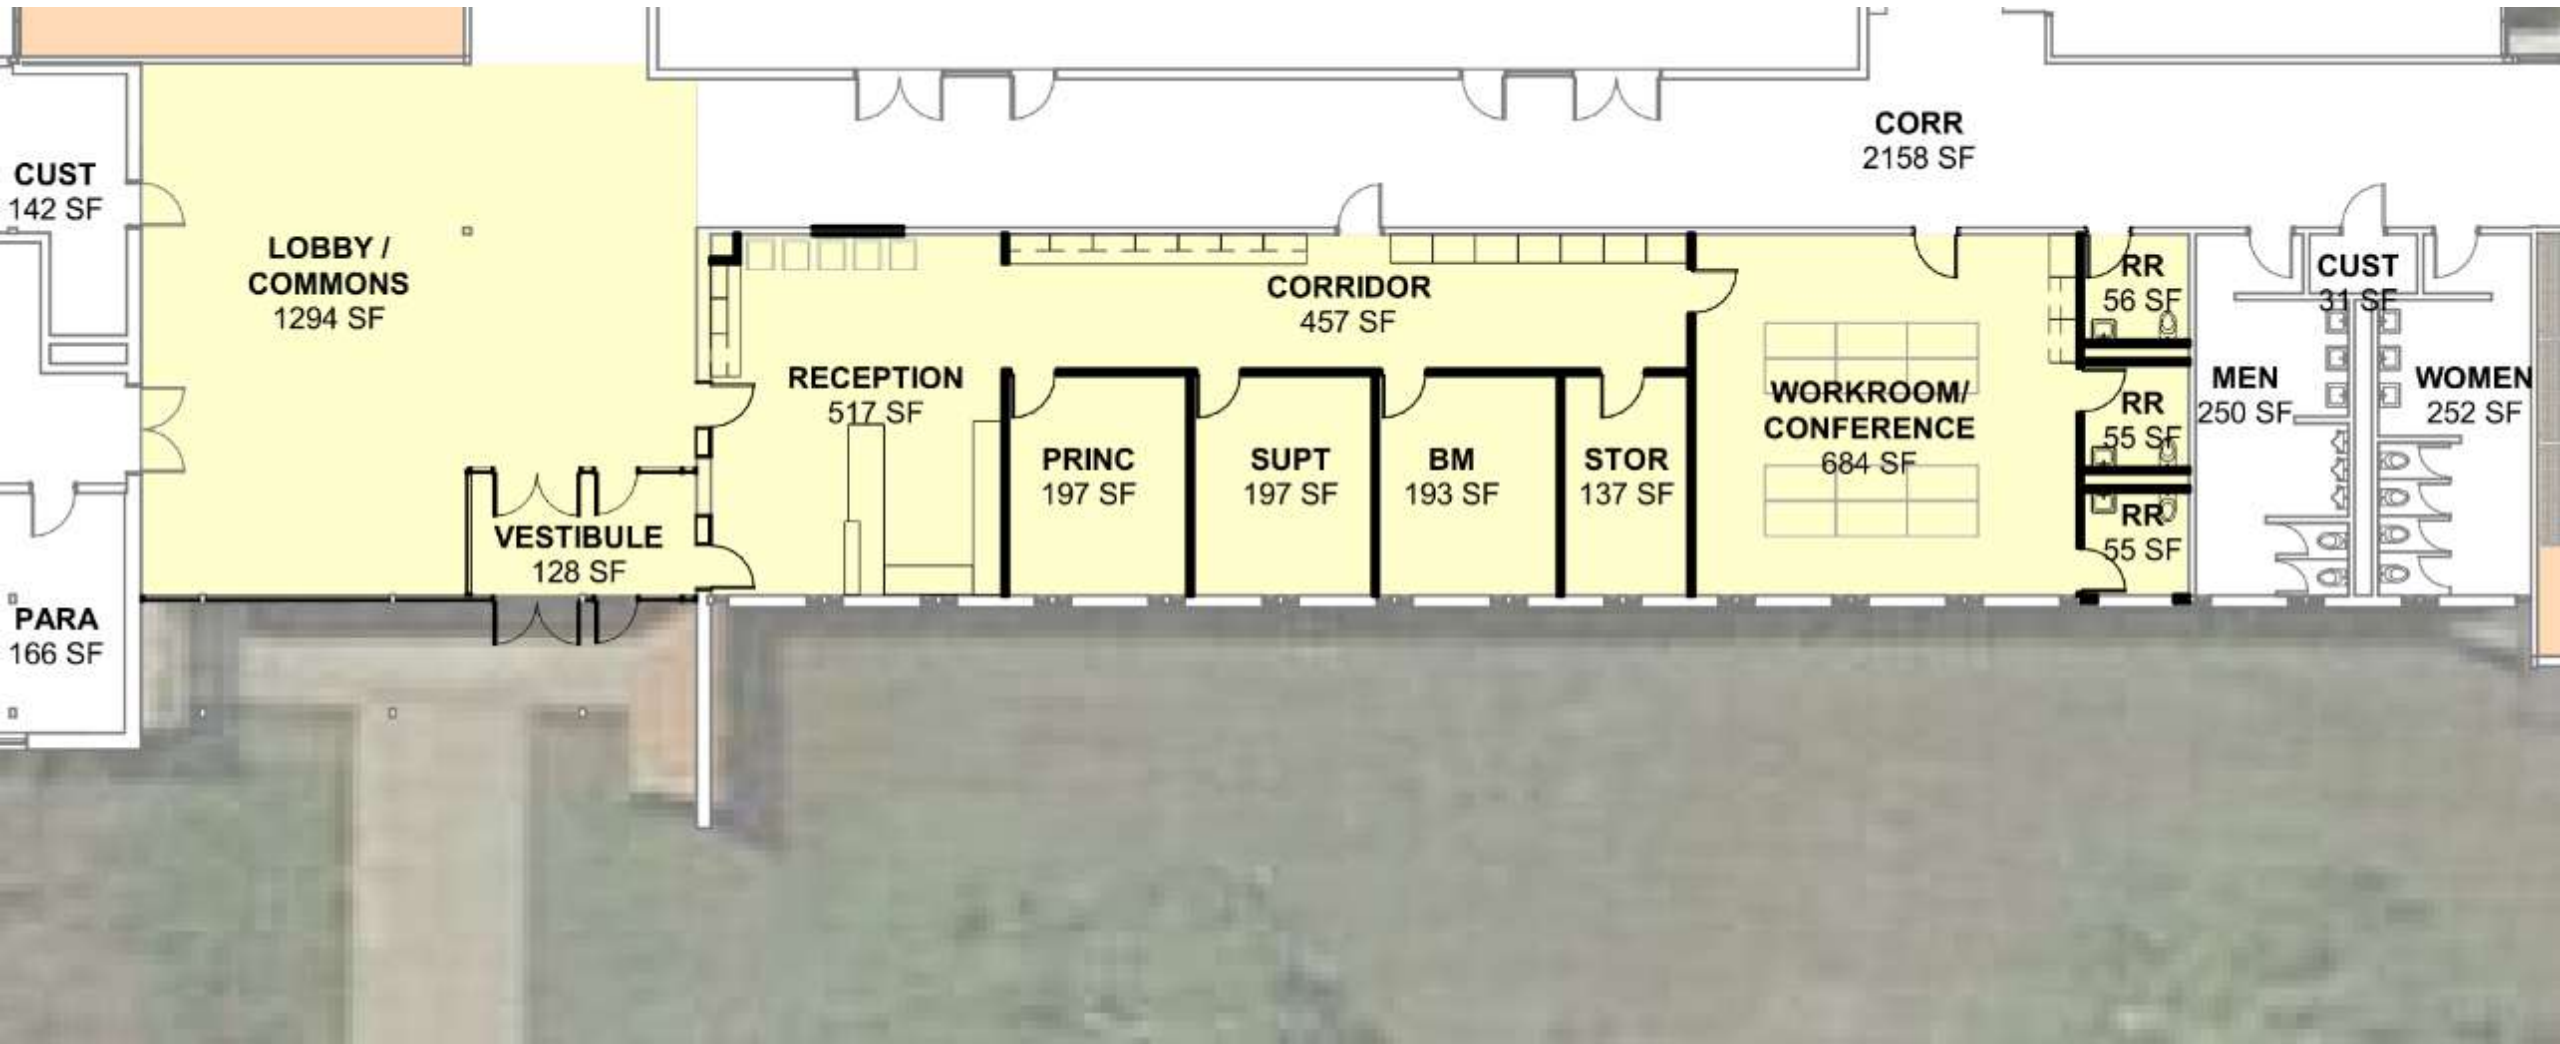 CORR
2158 SF
CUST
142 SF
LOBBY /
COMMONS
1294 SF
CORRIDOR
457 SF
RR
56 SF
CUST
31 SF
RECEPTION
517 SF
WORKROOM/
CONFERENCE
684 SF
RR
55 SF
MEN
250 SF
WOMEN
252 SF
PRINC
197 SF
SUPT
197 SF
BM
193 SF
STOR
137 SF
VESTIBULE
128 SF
RR
55 SF
PARA
166 SF